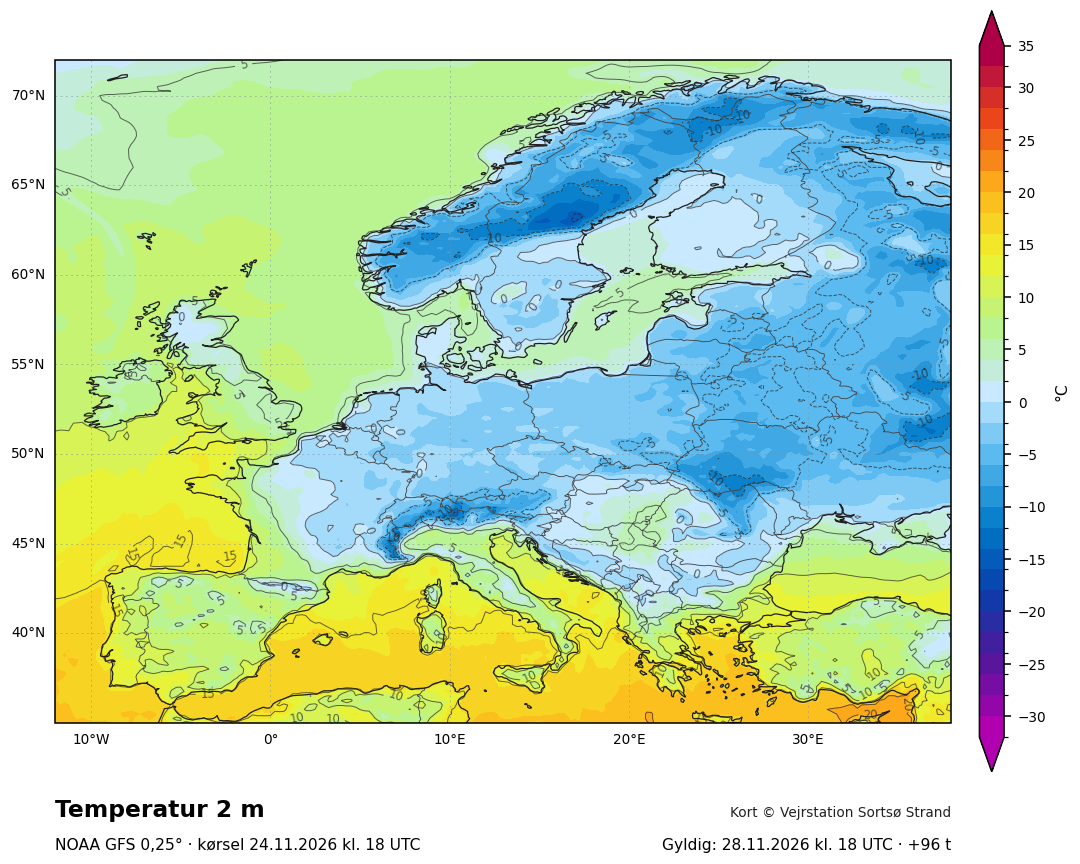 70°N
65°N
60°N
55°N
50°N
45°N
40°N
10°W
0°
10°E
20°E
30°E
35
30
25
20
15
10
5
0
−5
−10
−15
−20
−25
−30
°C
Temperatur 2 m
Kort © Vejrstation Sortsø Strand
NOAA GFS 0,25° · kørsel 24.11.2026 kl. 18 UTC
Gyldig: 28.11.2026 kl. 18 UTC · +96 t